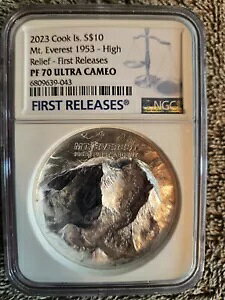 2023 Cook Is. S$10
Mt. Everest 1953 - High
Relief - First Releases
PF 70 ULTRA CAMEO
6809639-043
FIRST RELEASES
NGC
MT. EVEREST